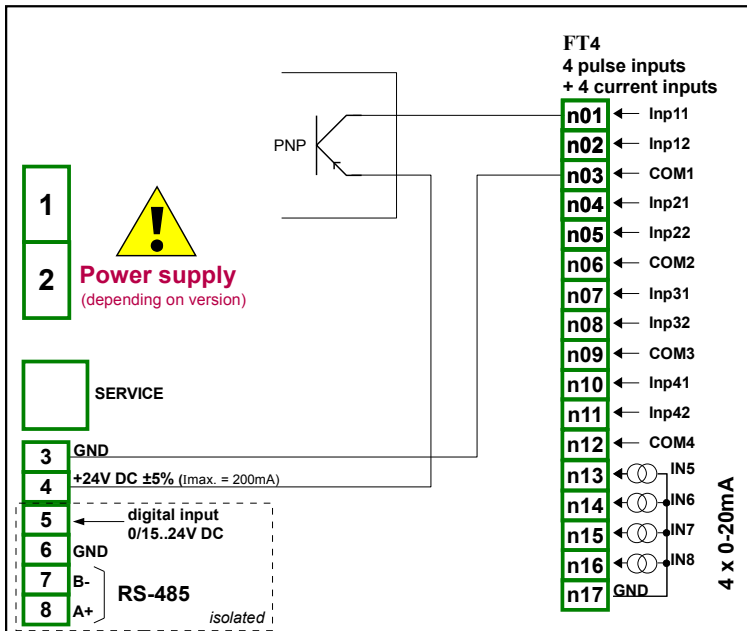 FT4
4 pulse inputs
+ 4 current inputs
n01 Inp11
n02 Inp12
n03 COM1
n04 Inp21
n05 Inp22
n06 COM2
n07 Inp31
n08 Inp32
n09 COM3
n10 Inp41
n11 Inp42
n12 COM4
n13 IN5
n14 IN6
n15 IN7
n16 IN8
n17 GND
4 x 0-20mA
PNP
1
2
!
Power supply
(depending on version)
SERVICE
3 GND
4 +24V DC ±5% (Imax. = 200mA)
5 digital input
0/15..24V DC
6 GND
7 B-
8 A+
RS-485
isolated